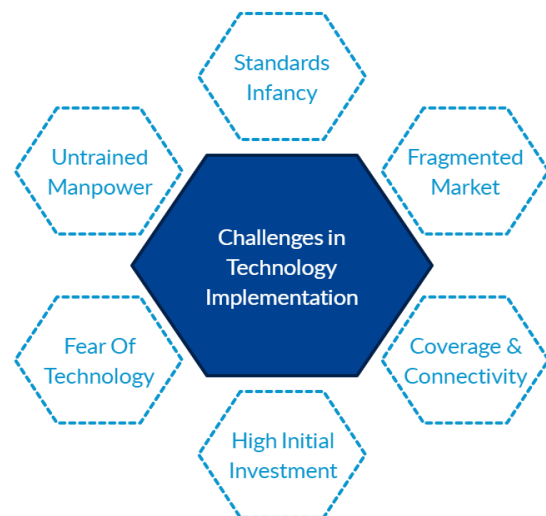 Standards
Infancy
Untrained
Manpower
Fragmented
Market
Challenges in
Technology
Implementation
Fear Of
Technology
Coverage &
Connectivity
High Initial
Investment